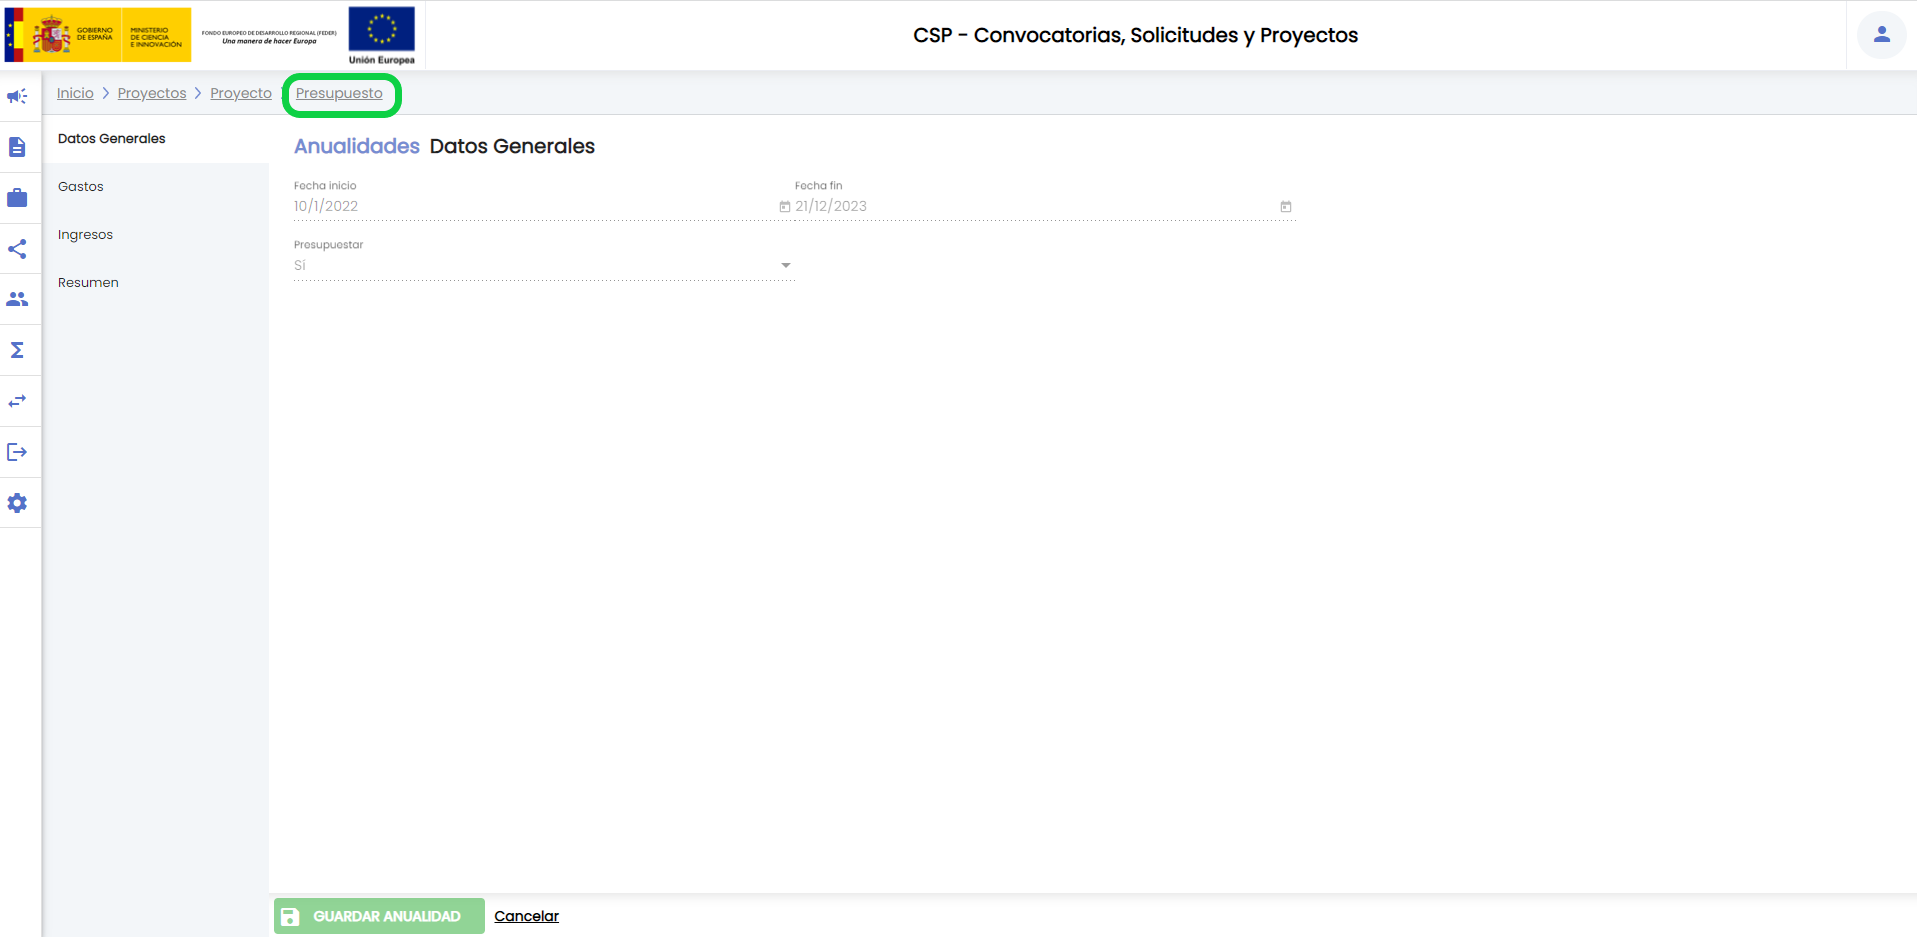 GOBIERNO
DE ESPAÑA
MINISTERIO
DE CIENCIA
E INNOVACIÓN
FONDO EUROPEO DE DESARROLLO REGIONAL (FEDER)
Una manera de hacer Europa
Unión Europea
CSP - Convocatorias, Solicitudes y Proyectos
Inicio > Proyectos > Proyecto Presupuesto
Datos Generales
Gastos
Ingresos
Resumen
Anualidades Datos Generales
Fecha inicio Fecha fin
10/1/2022 21/12/2023
Presupuestar
Sí
GUARDAR ANUALIDAD Cancelar